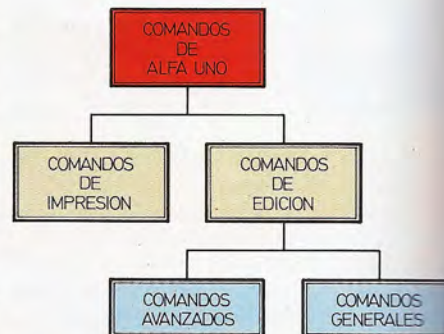 COMANDOS
DE
ALFA UNO
COMANDOS
DE
IMPRESION
COMANDOS
DE
EDICION
COMANDOS
AVANZADOS
COMANDOS
GENERALES